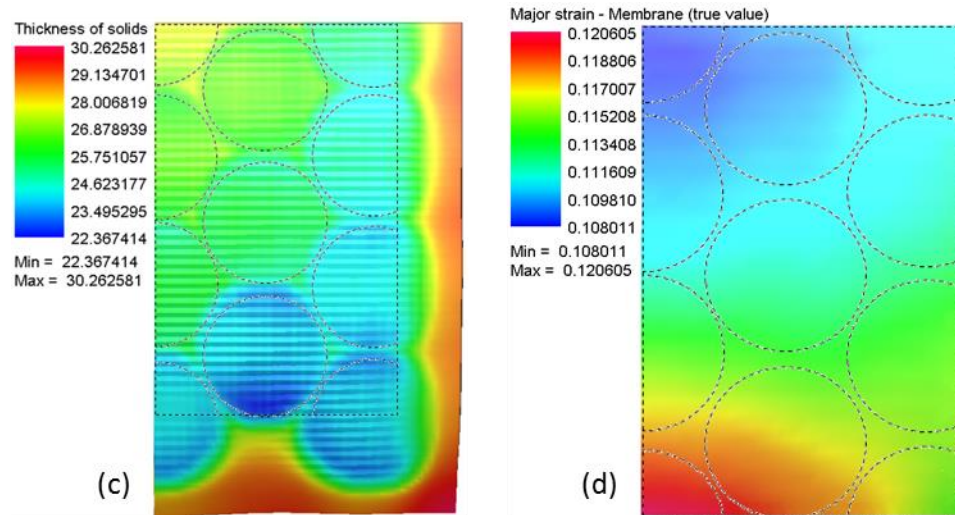 Thickness of solids
30.262581
29.134701
28.006819
26.878939
25.751057
24.623177
23.495295
22.367414
Min = 22.367414
Max = 30.262581
(c)
Major strain - Membrane (true value)
0.120605
0.118806
0.117007
0.115208
0.113408
0.111609
0.109810
0.108011
Min = 0.108011
Max = 0.120605
(d)